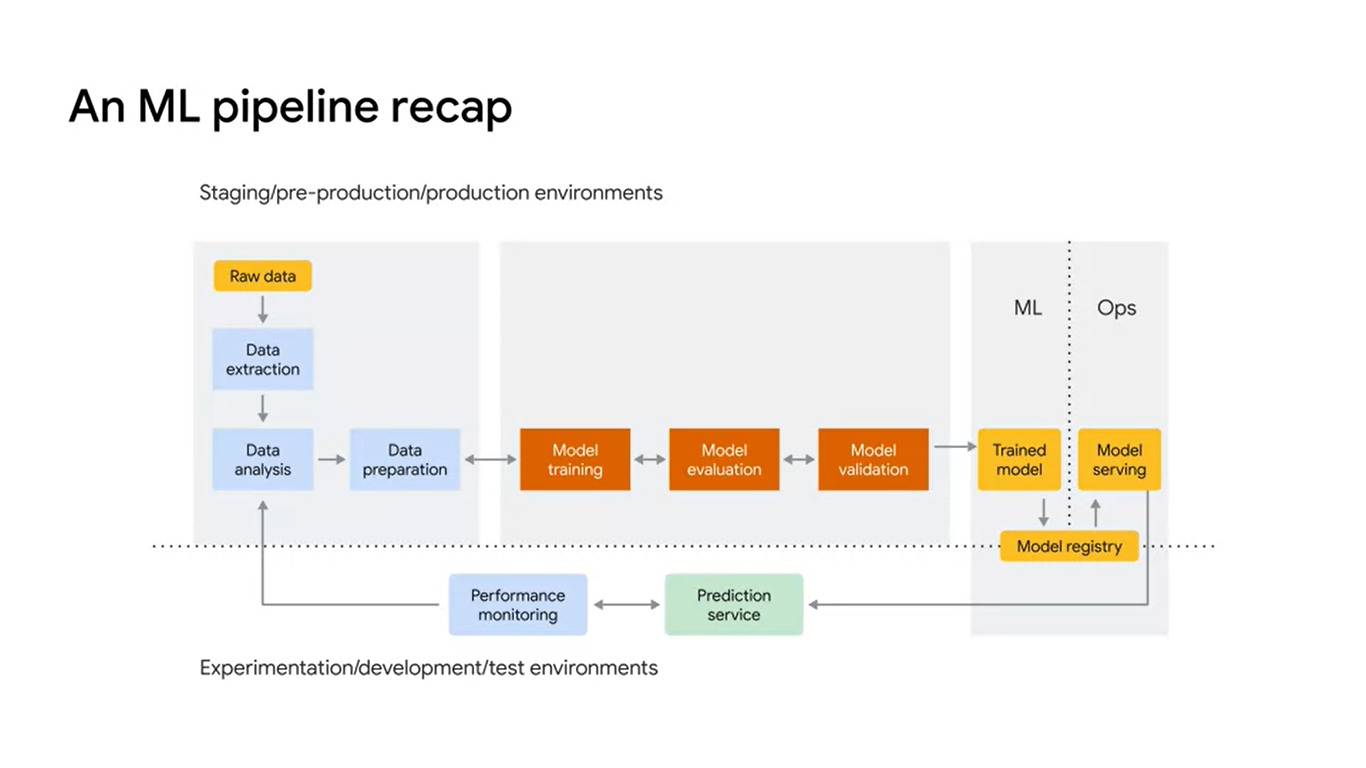 An ML pipeline recap
Staging/pre-production/production environments
Raw data
Data
extraction
Data
analysis
Data
preparation
Model
training
Model
evaluation
Model
validation
ML
Ops
Trained
model
Model
serving
Model registry
Performance
monitoring
Prediction
service
Experimentation/development/test environments